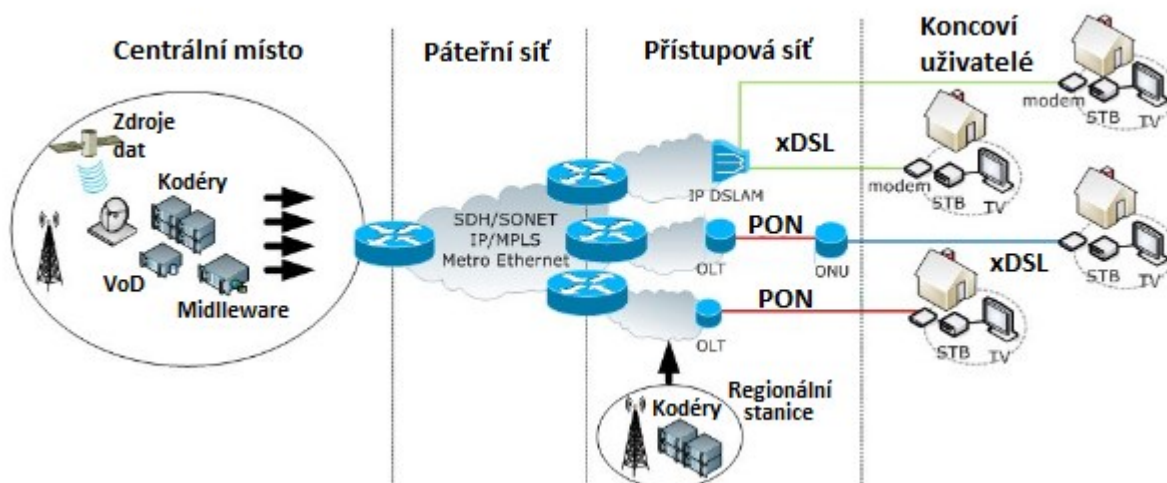 Centrální místo
Páteřní síť
Přístupová síť
Koncoví
uživatelé
Zdroje
dat
Kodéry
VoD
Midlleware
SDH/SONET
IP/MPLS
Metro Ethernet
IP DSLAM
xDSL
modem
STB
TV
modem
STB
TV
OLT
PON
ONU
xDSL
STB
TV
OLT
PON
STB
TV
Regionální
stanice
Kodéry